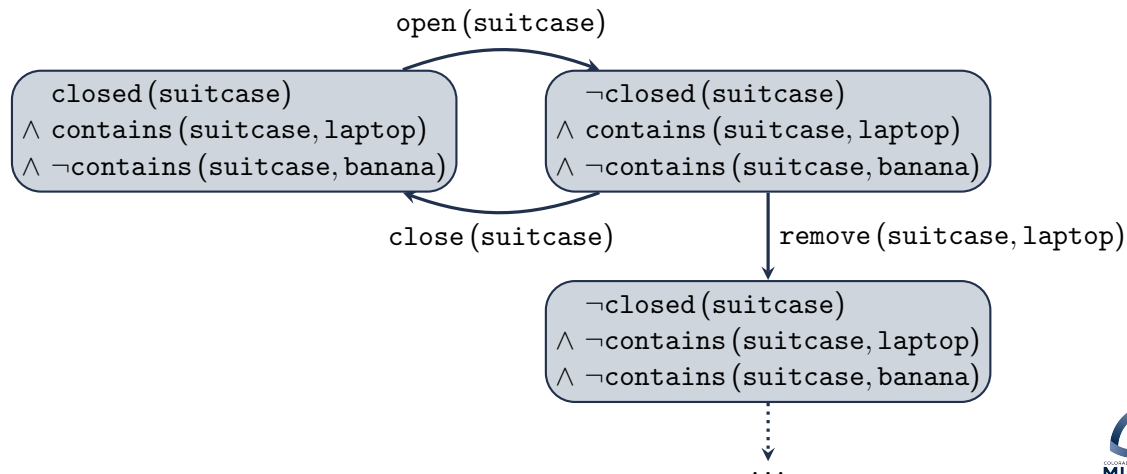 open(suitcase)
closed(suitcase)
∧ contains(suitcase, laptop)
∧ ¬contains(suitcase, banana)
¬closed(suitcase)
∧ contains(suitcase, laptop)
∧ ¬contains(suitcase, banana)
close(suitcase)
remove(suitcase, laptop)
¬closed(suitcase)
∧ ¬contains(suitcase, laptop)
∧ ¬contains(suitcase, banana)
...